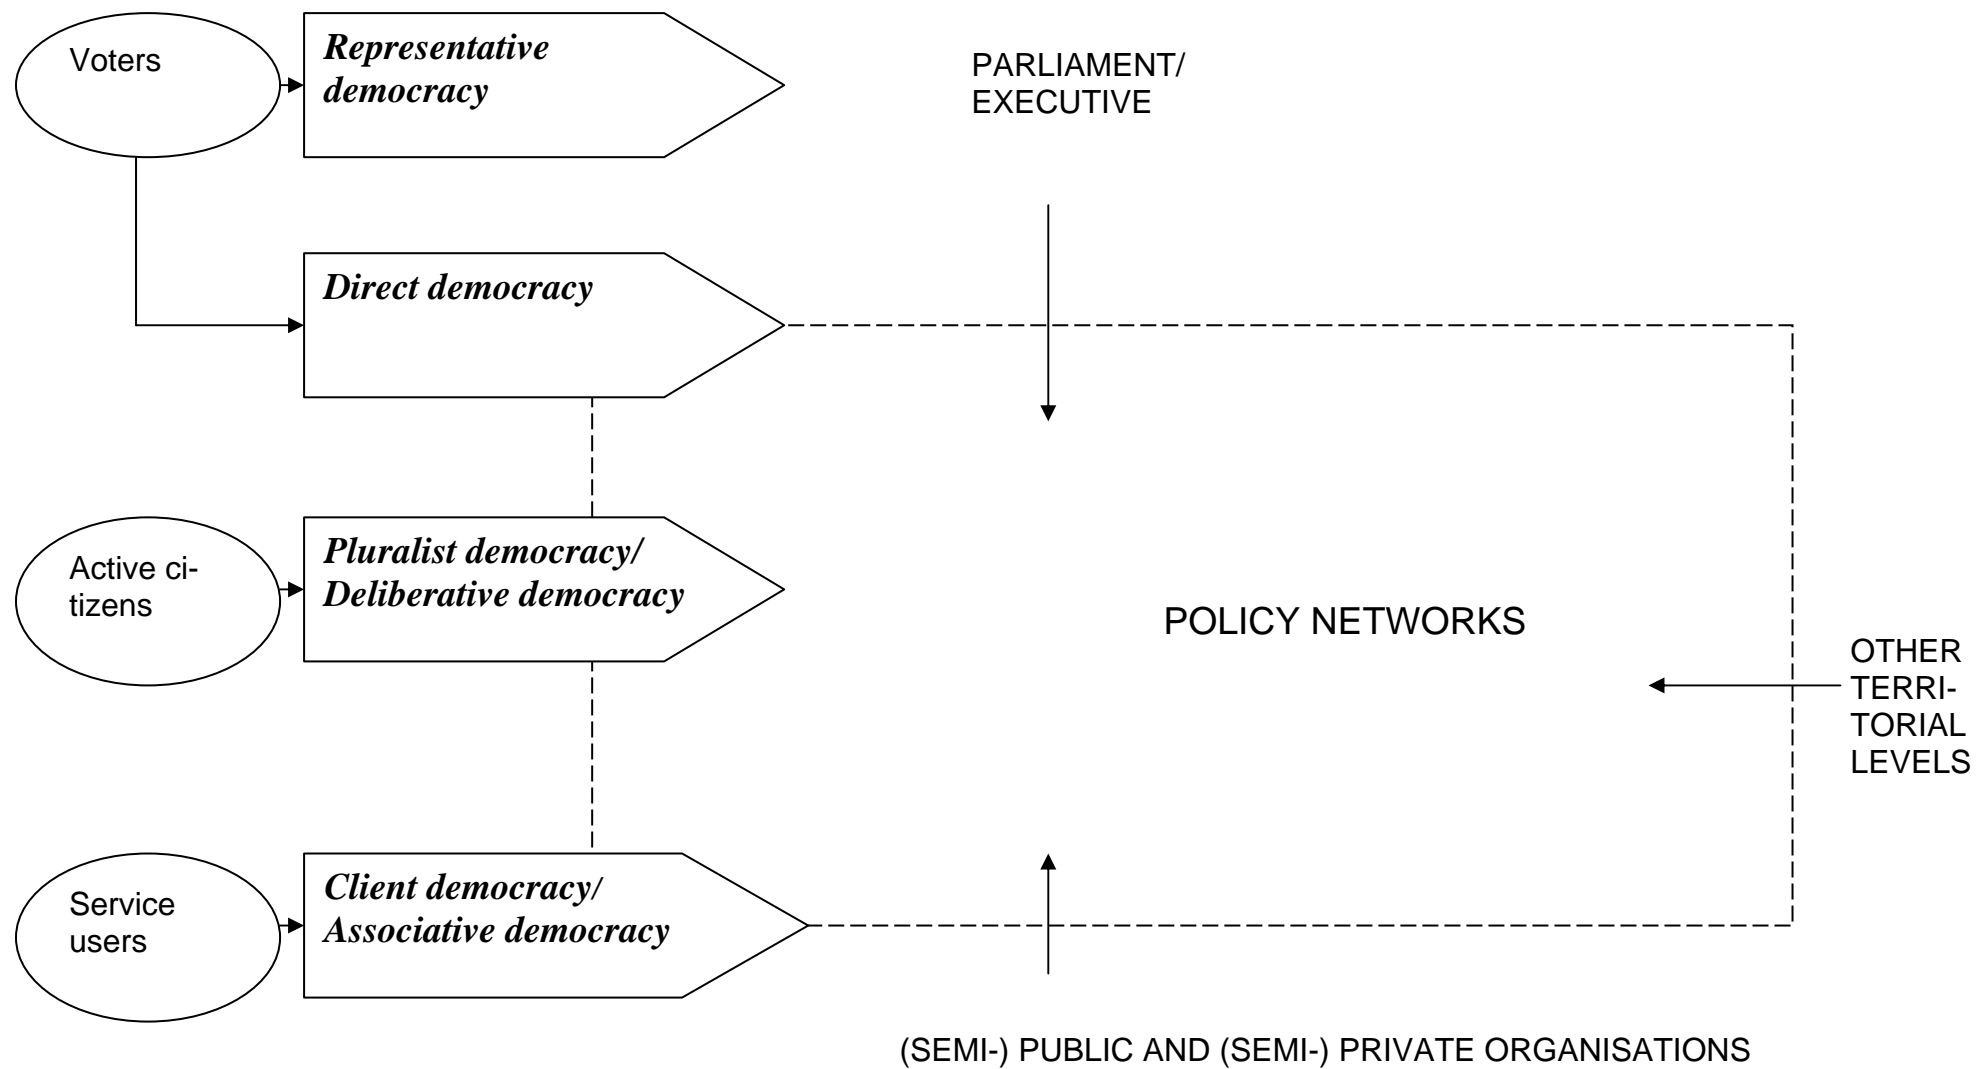 Voters
Representative
democracy
PARLIAMENT/
EXECUTIVE
Direct democracy
Active ci-
tizens
Pluralist democracy/
Deliberative democracy
POLICY NETWORKS
OTHER
TERRI-
TORIAL
LEVELS
Service
users
Client democracy/
Associative democracy
(SEMI-) PUBLIC AND (SEMI-) PRIVATE ORGANISATIONS